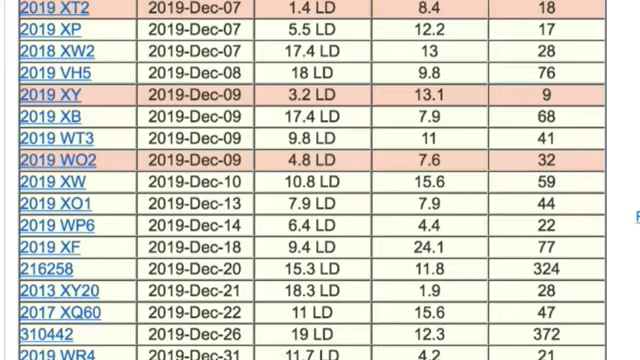 2019 XT2 2019-Dec-07 1.4 LD 8.4 18
2019 XP 2019-Dec-07 5.5 LD 12.2 17
2018 XW2 2019-Dec-07 17.4 LD 13 28
2019 VH5 2019-Dec-08 18 LD 9.8 76
2019 XY 2019-Dec-09 3.2 LD 13.1 9
2019 XB 2019-Dec-09 17.4 LD 7.9 68
2019 WT3 2019-Dec-09 9.8 LD 11 41
2019 WO2 2019-Dec-09 4.8 LD 7.6 32
2019 XW 2019-Dec-10 10.8 LD 15.6 59
2019 XO1 2019-Dec-13 7.9 LD 7.9 44
2019 WP6 2019-Dec-14 6.4 LD 4.4 22
2019 XF 2019-Dec-18 9.4 LD 24.1 77
216258 2019-Dec-20 15.3 LD 11.8 324
2013 XY20 2019-Dec-21 18.3 LD 1.9 28
2017 XQ60 2019-Dec-22 11 LD 15.6 47
310442 2019-Dec-26 19 LD 12.3 372
2019 WR4 2019-Dec-31 11.7 LD 4.2 21